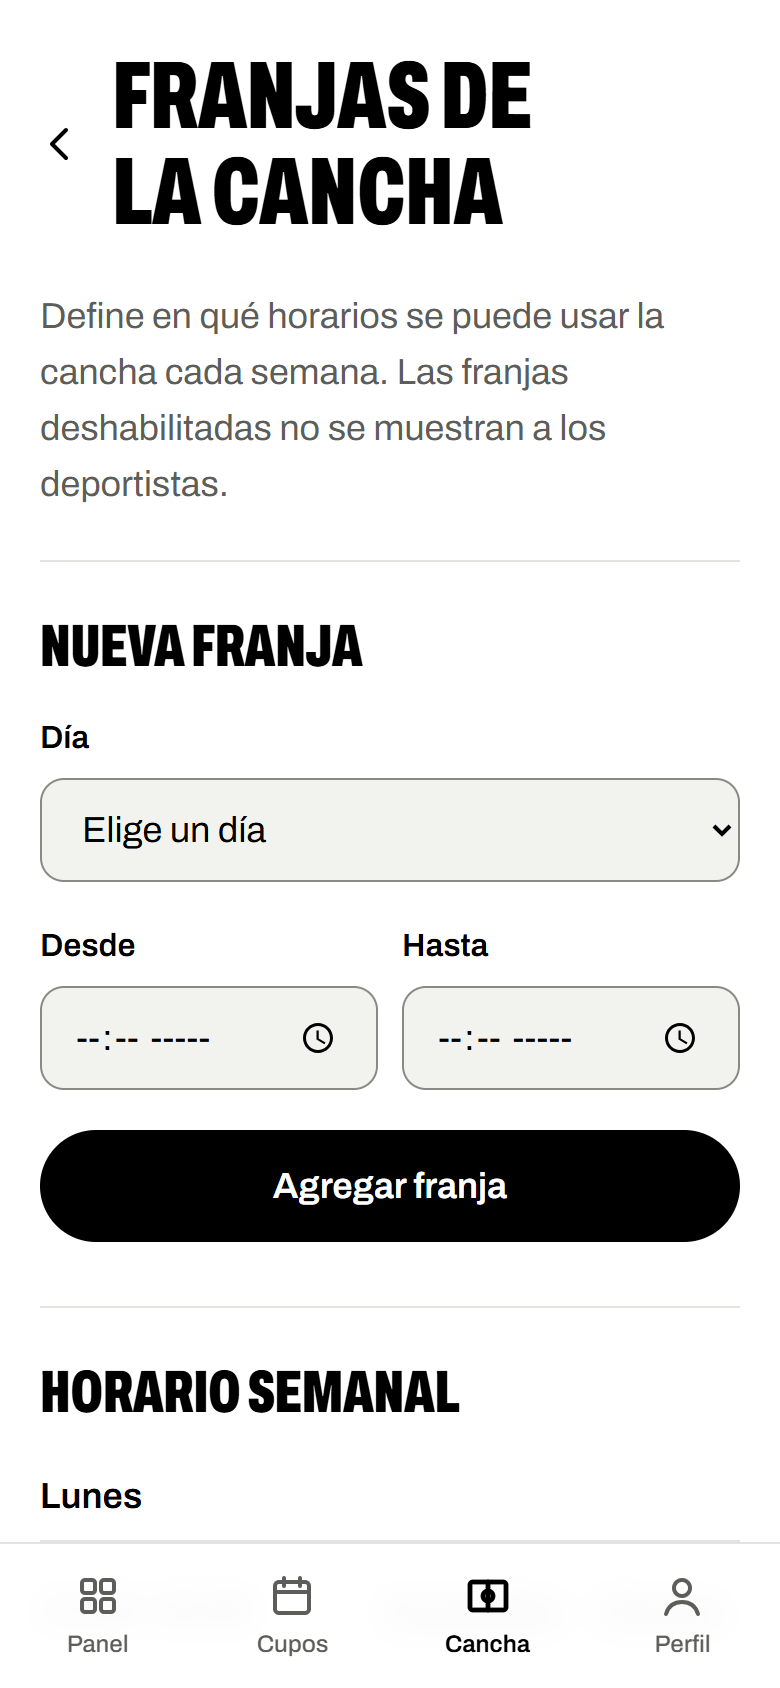 FRANJAS DE
LA CANCHA
Define en qué horarios se puede usar la
cancha cada semana. Las franjas
deshabilitadas no se muestran a los
deportistas.
NUEVA FRANJA
Día
Elige un día
Desde
Hasta
--:-- -----
--:-- -----
Agregar franja
HORARIO SEMANAL
Lunes
Panel
Cupos
Cancha
Perfil